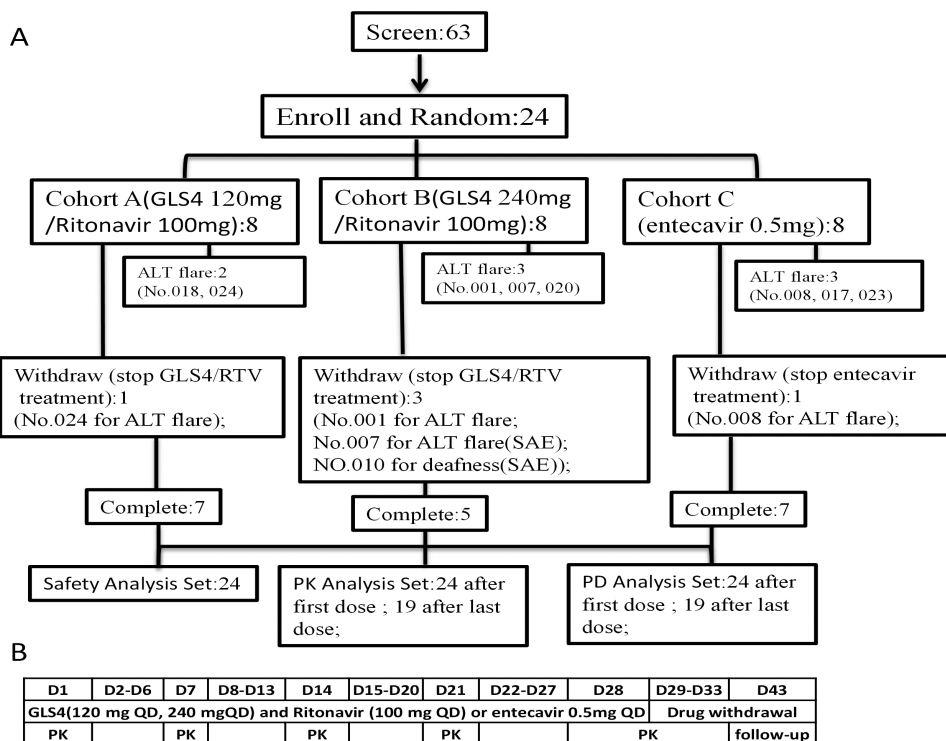 A
Screen:63
Enroll and Random:24
Cohort A(GLS4 120mg
/Ritonavir 100mg):8
Cohort B(GLS4 240mg
/Ritonavir 100mg):8
Cohort C
(entecavir 0.5mg):8
ALT flare:2
(No.018, 024)
ALT flare:3
(No.001, 007, 020)
ALT flare:3
(No.008, 017, 023)
Withdraw (stop GLS4/RTV
treatment):1
(No.024 for ALT flare);
Withdraw (stop GLS4/RTV
treatment):3
(No.001 for ALT flare;
No.007 for ALT flare(SAE);
NO.010 for deafness(SAE));
Withdraw (stop entecavir
treatment):1
(No.008 for ALT flare);
Complete:7
Complete:5
Complete:7
Safety Analysis Set:24
PK Analysis Set:24 after
first dose ; 19 after last
dose;
PD Analysis Set:24 after
first dose ; 19 after last
dose;
B
D1 D2-D6 D7 D8-D13 D14 D15-D20 D21 D22-D27 D28 D29-D33 D43
GLS4(120 mg QD, 240 mgQD) and Ritonavir (100 mg QD) or entecavir 0.5mg QD Drug withdrawal
PK PK PK PK PK follow-up